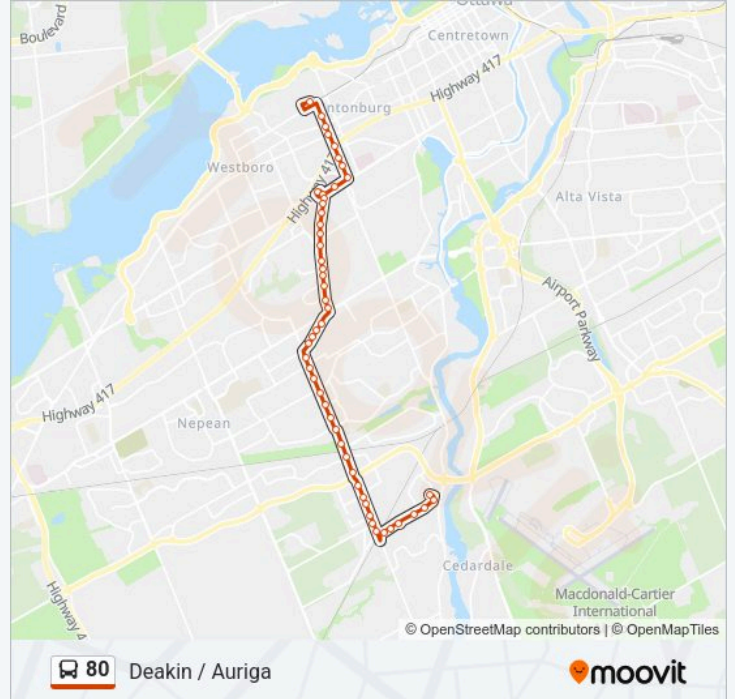 Ottawa
Boulevard
Centretown
Highway 417
ntonburg
Westboro
Highway 417
Alta Vista
Airport Parkway
Highway 417
Nepean
Cedardale
Highway 4
Macdonald-Cartier
International
© OpenStreetMap contributors | © OpenMapTiles
80 Deakin / Auriga
moovit